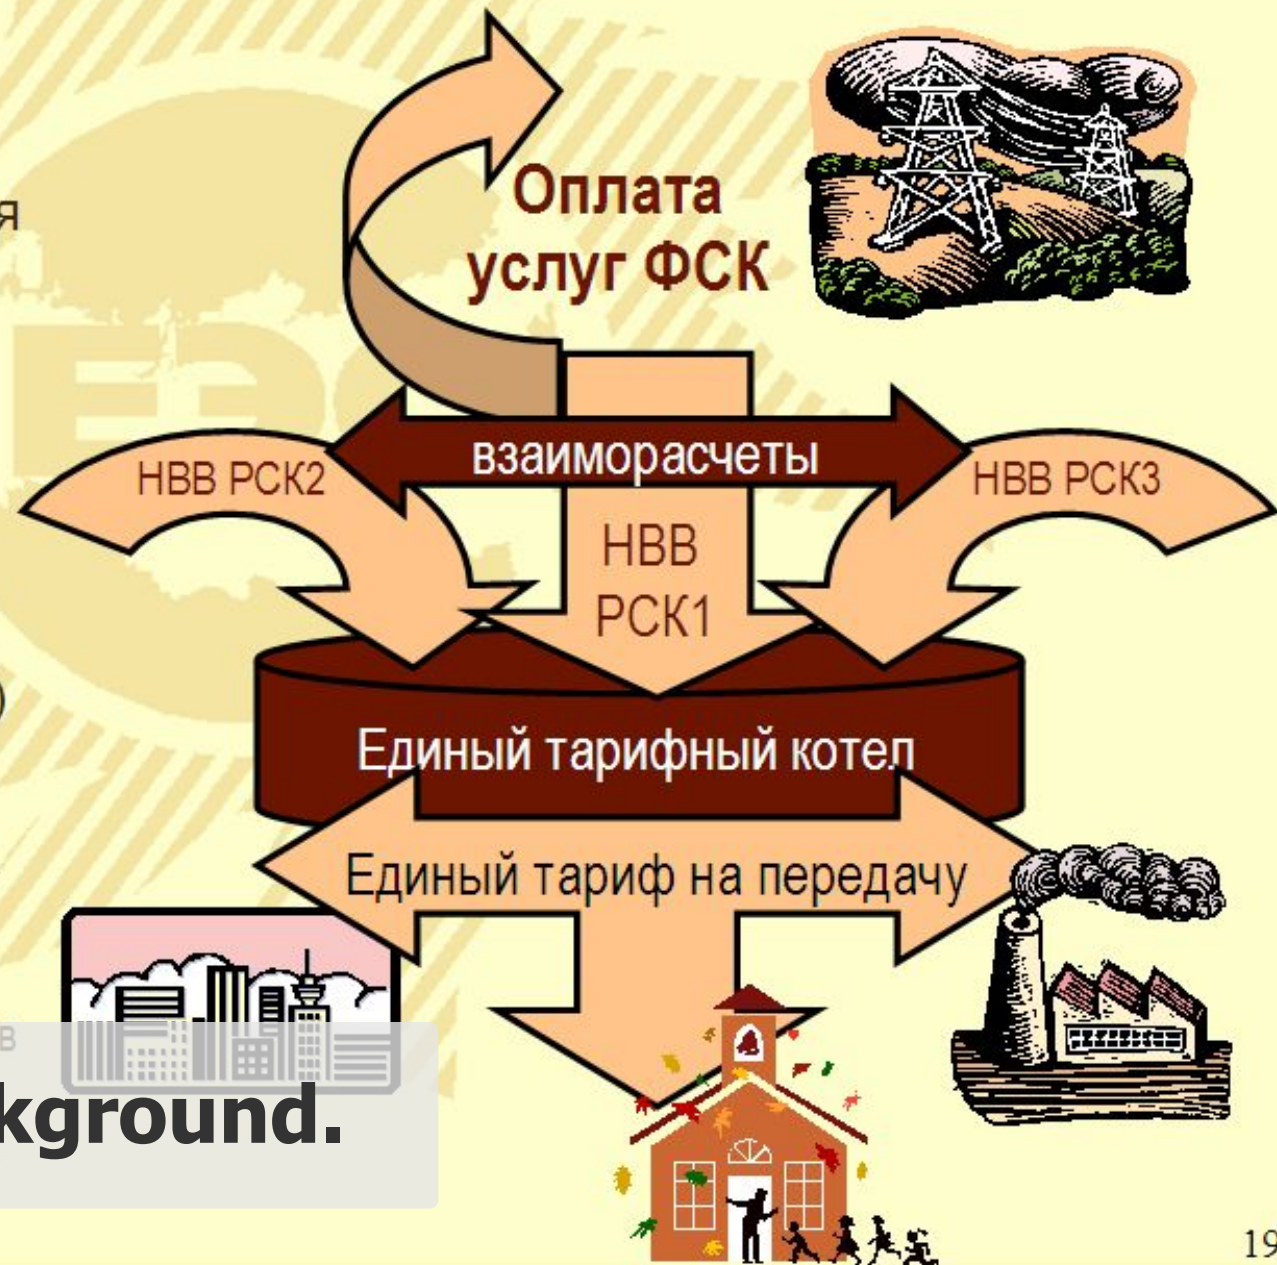 я
Оплата
услуг ФСК
взаиморасчеты
НВВ РСК2
НВВ РСК3
НВВ
РСК1
)
Единый тарифный котел
Единый тариф на передачу
в
kground.
19